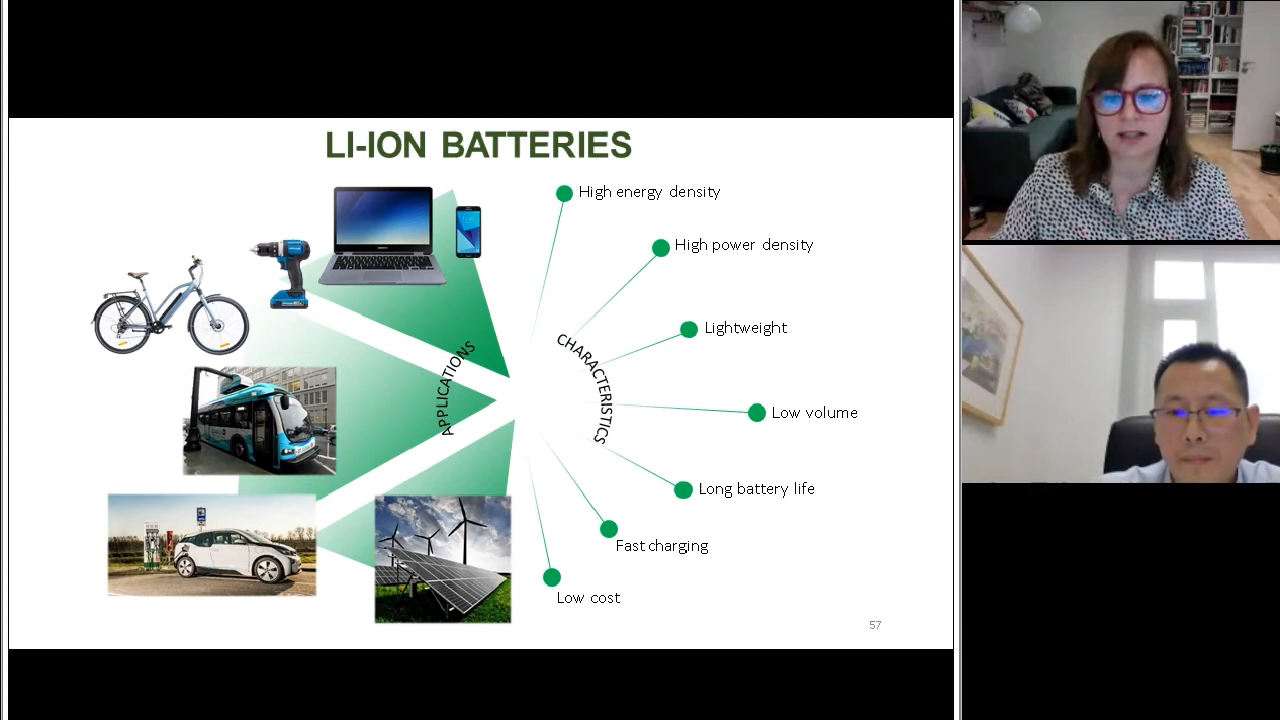 LI-ION BATTERIES
High energy density
High power density
Lightweight
APPLICATIONS
CHARACTERISTICS
Low volume
Long battery life
Fast charging
Low cost
57